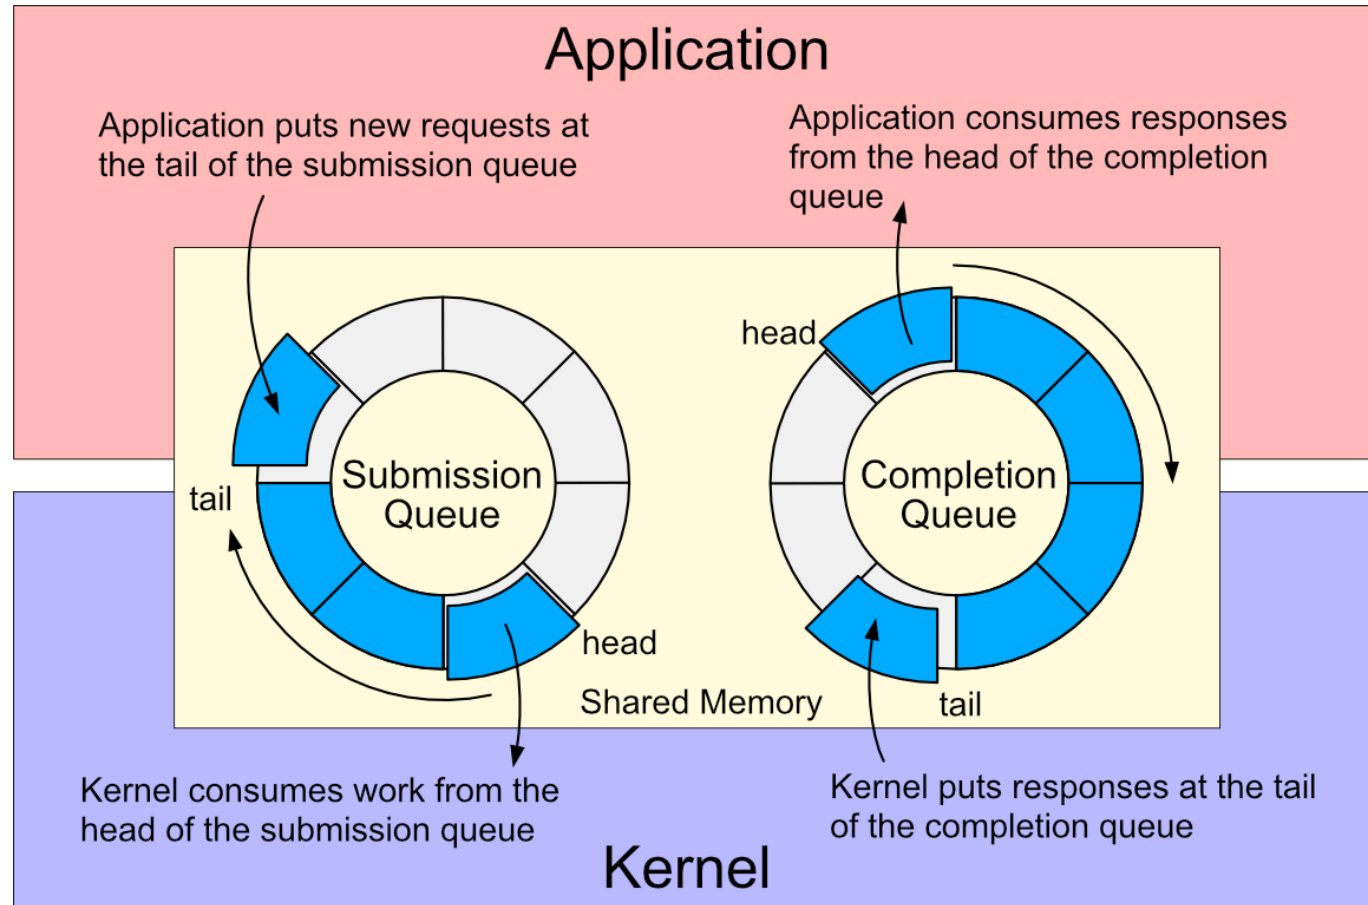 Application
Application puts new requests at
the tail of the submission queue
Application consumes responses
from the head of the completion
queue
head
Submission
Queue
tail
head
Completion
Queue
tail
Shared Memory
Kernel consumes work from the
head of the submission queue
Kernel puts responses at the tail
of the completion queue
Kernel